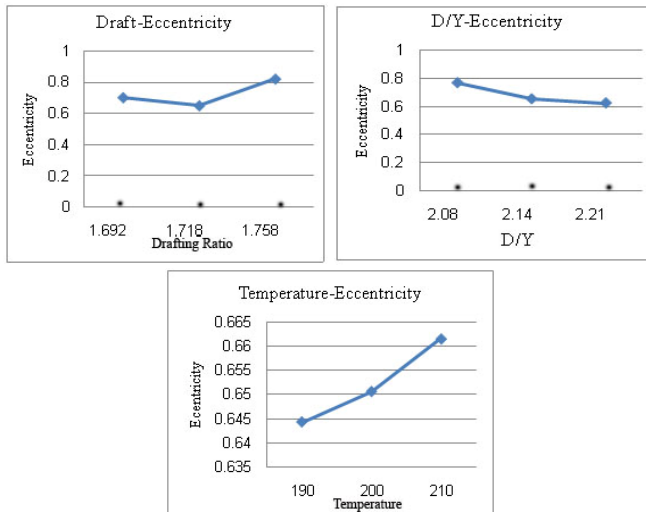 Draft-Eccentricity
Eccentricity
1
0.8
0.6
0.4
0.2
0
1.692 1.718 1.758
Drafting Ratio
D/Y-Eccentricity
Eccentricity
1
0.8
0.6
0.4
0.2
0
2.08 2.14 2.21
D/Y
Temperature-Eccentricity
Ecentricity
0.665
0.66
0.655
0.65
0.645
0.64
0.635
190 200 210
Temperature